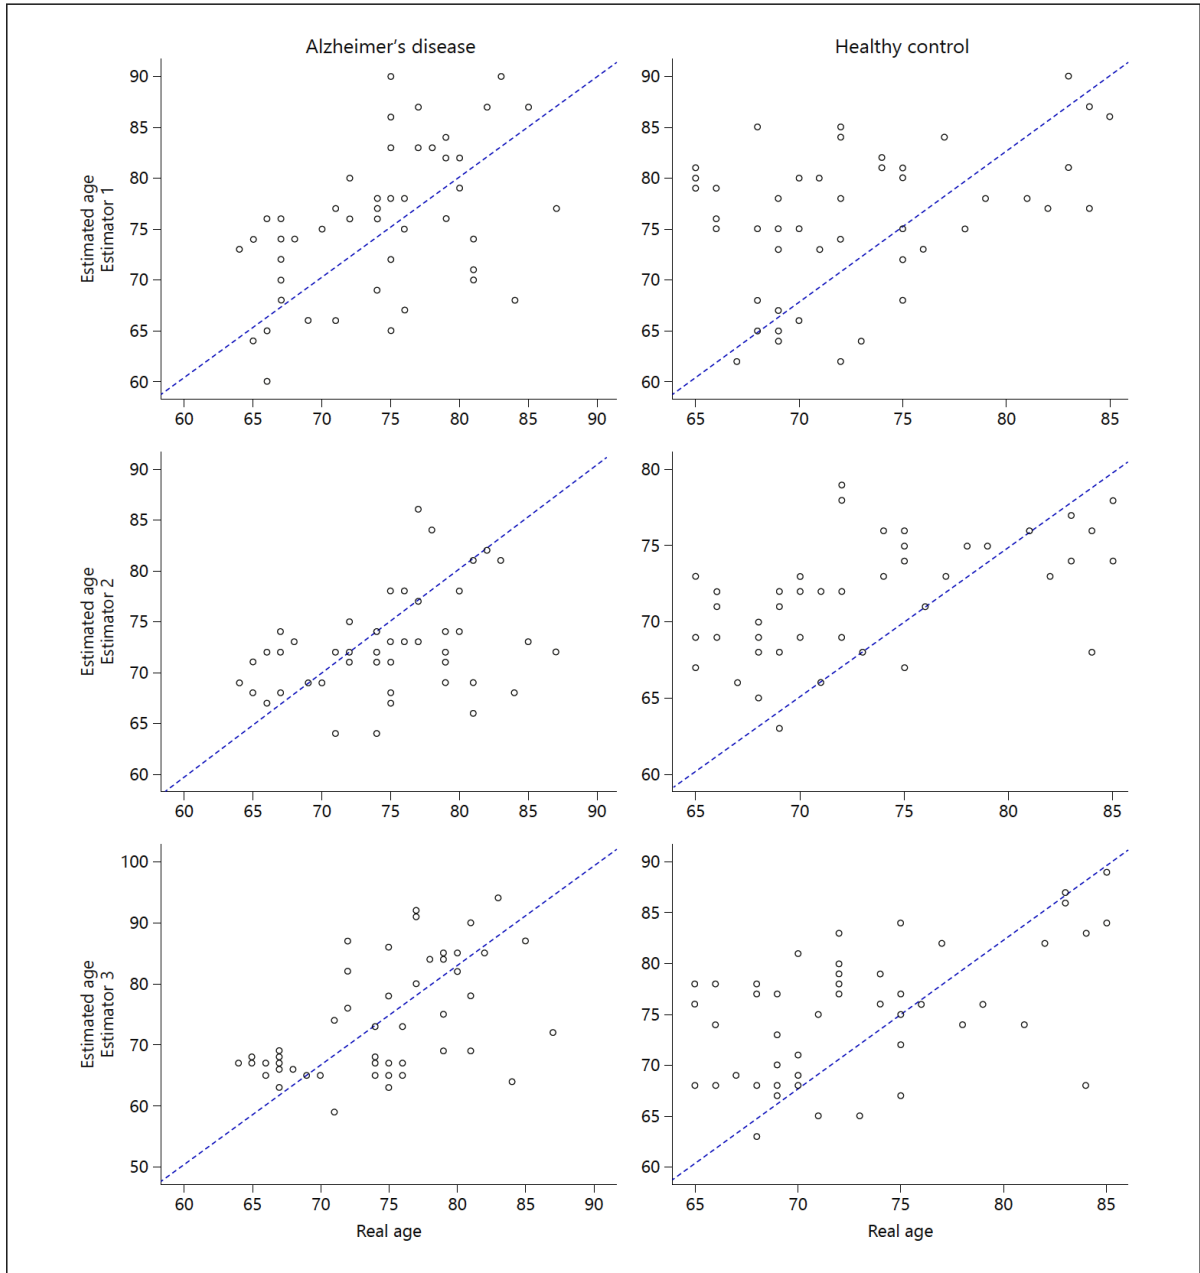 Alzheimer's disease
Healthy control
Estimated age
Estimator 1
90
85
80
75
70
65
60
60 65 70 75 80 85 90
90
85
80
75
70
65
60
65 70 75 80 85
Estimated age
Estimator 2
90
85
80
75
70
65
60
60 65 70 75 80 85 90
80
75
70
65
60
65 70 75 80 85
Estimated age
Estimator 3
100
90
80
70
60
50
60 65 70 75 80 85 90
Real age
90
85
80
75
70
65
60
65 70 75 80 85
Real age